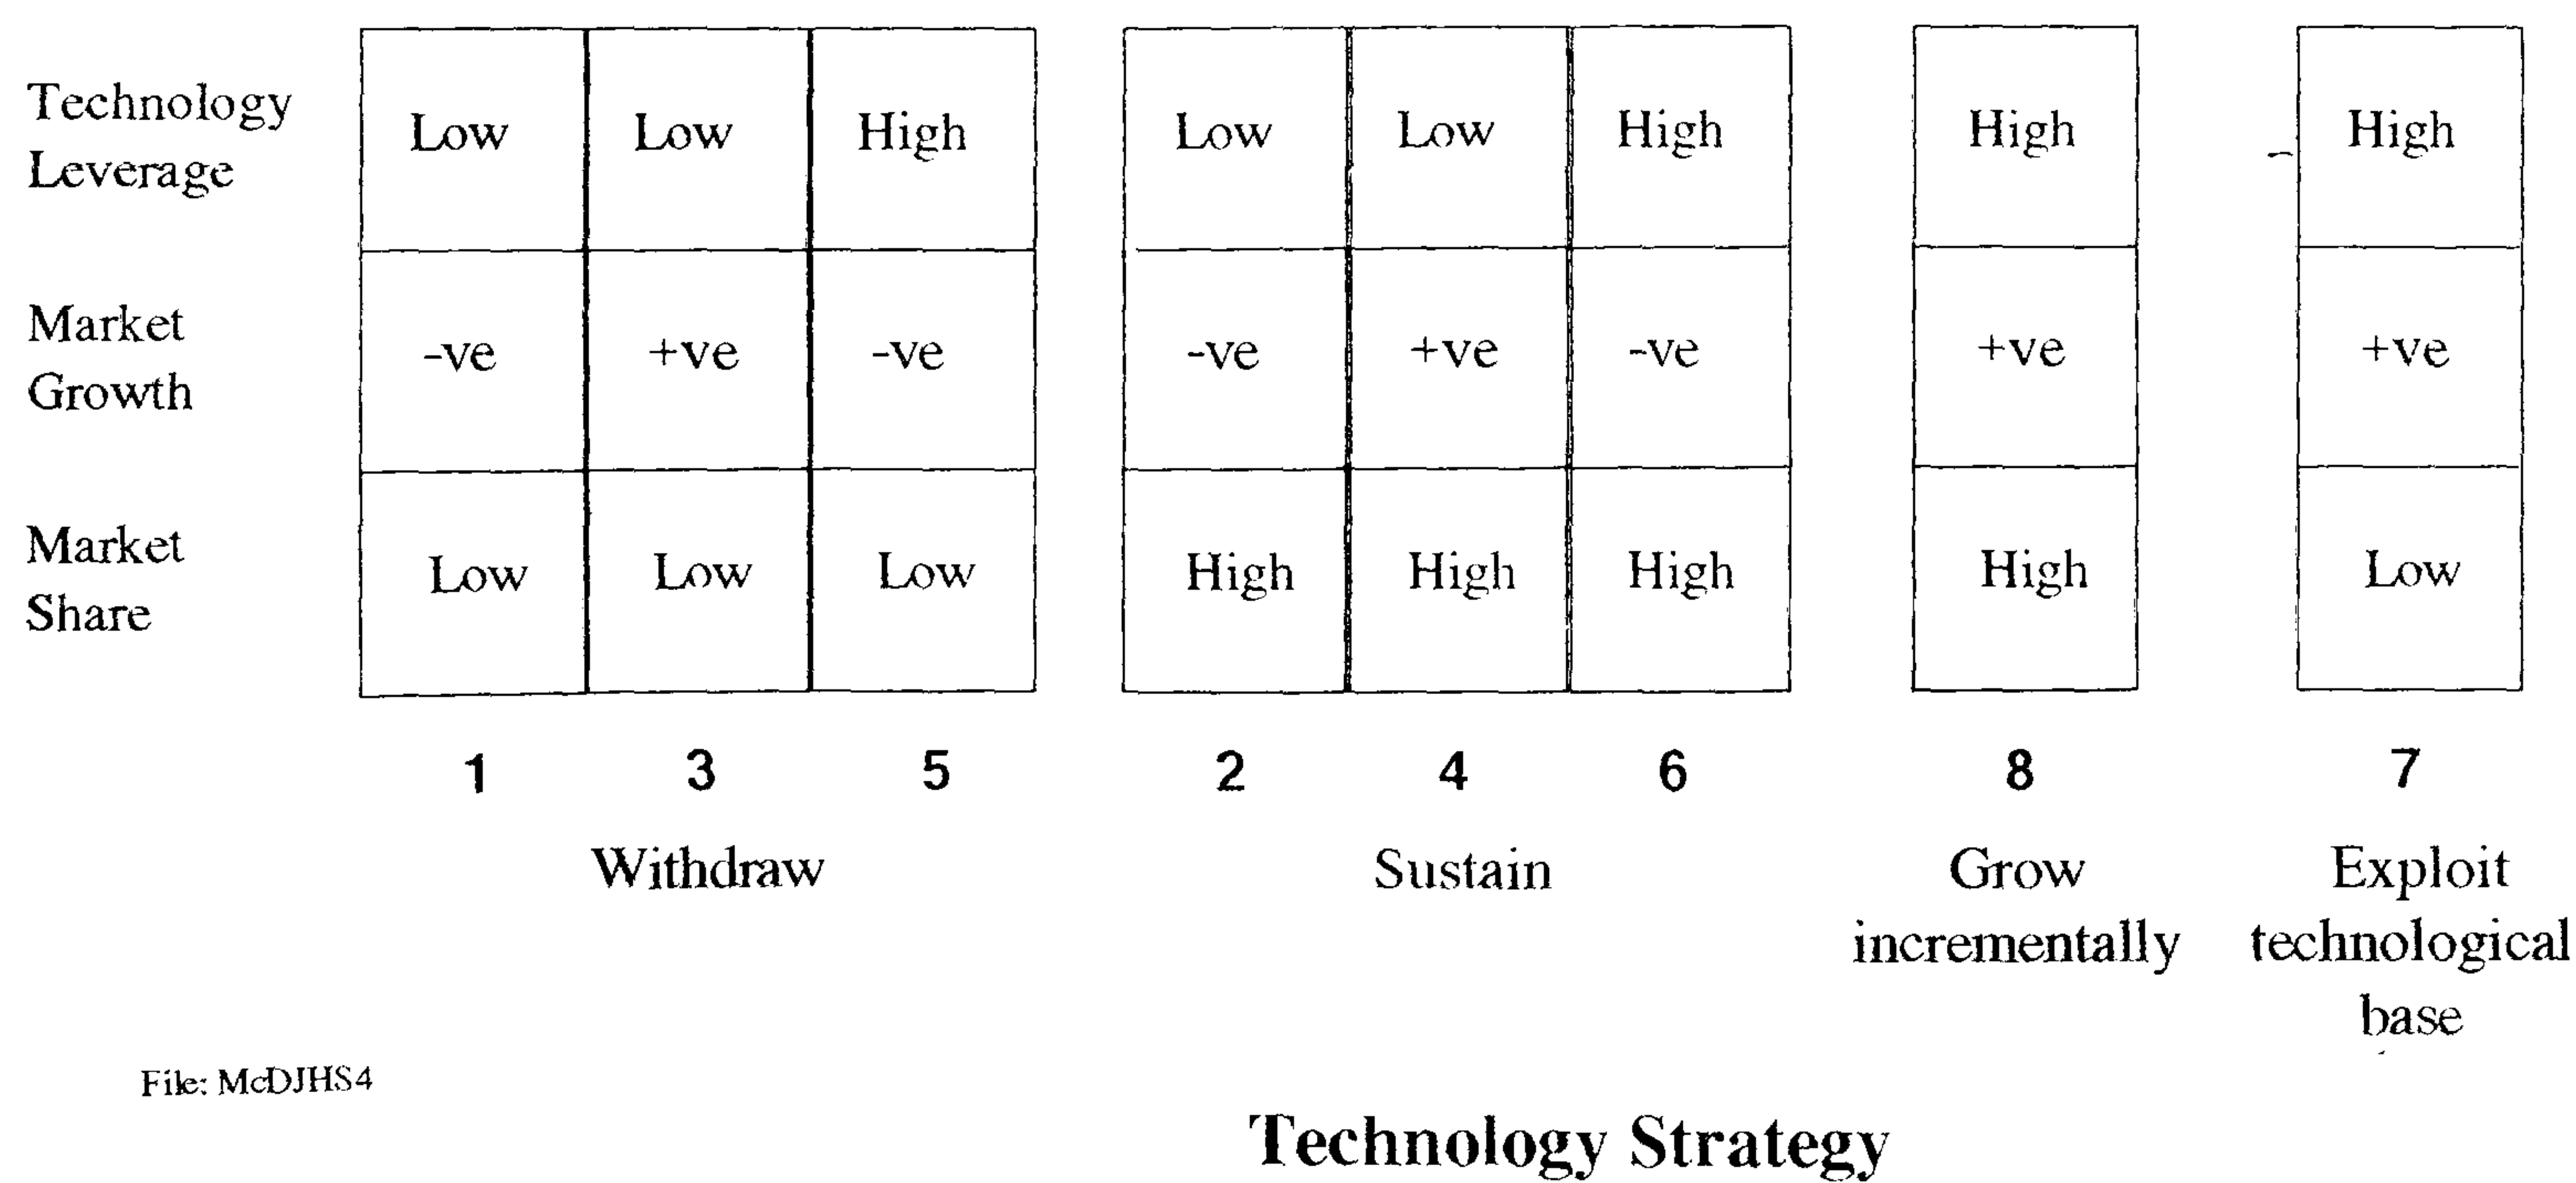 Technology
Leverage
Low Low High Low Low High High High
Market
Growth
-ve +ve -ve -ve +ve -ve +ve +ve
Market
Share
Low Low Low High High High High Low
1 3 5 2 4 6 8 7
Withdraw Sustain Grow Exploit
incrementally technological
base
File: McDJHS4
Technology Strategy